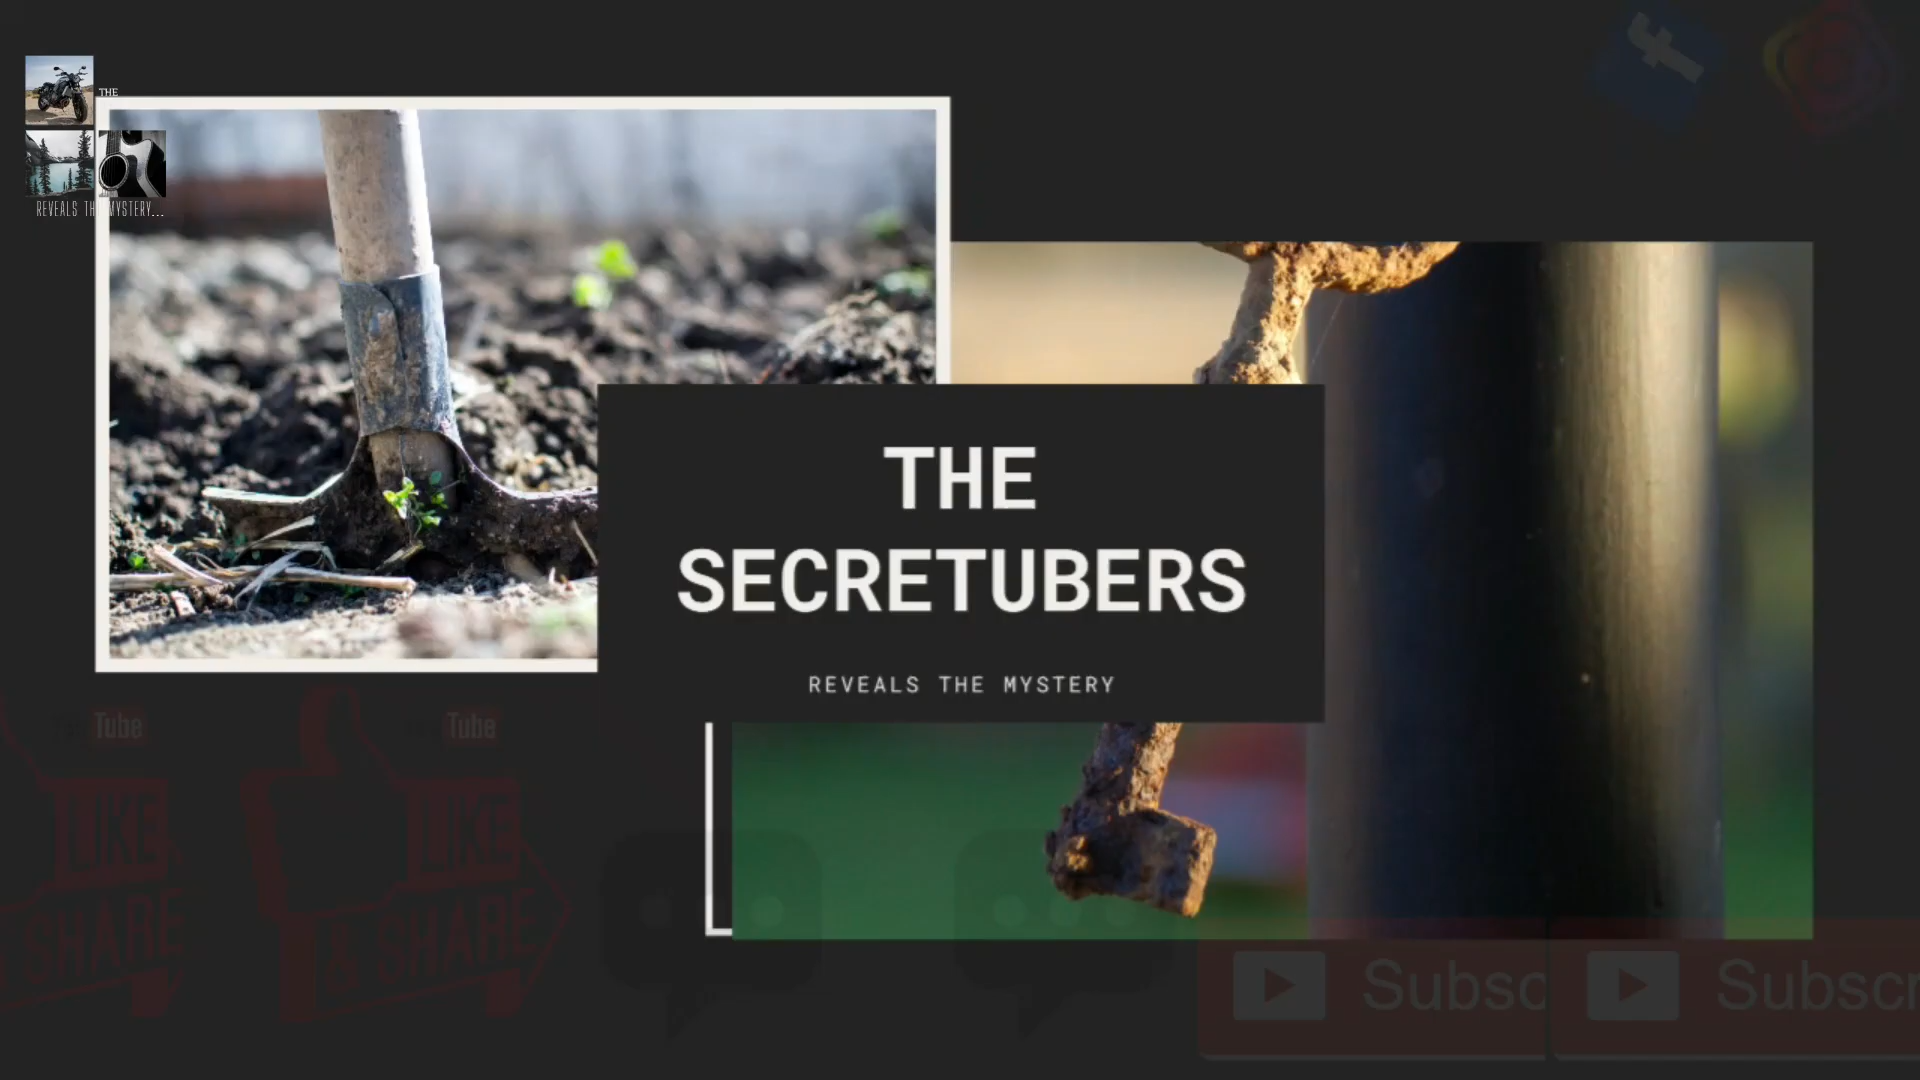 THE
REVEALS THE MYSTERY...
THE
SECRETUBERS
REVEALS THE MYSTERY
Tube
Tube
LIKE
LIKE
SHARE
& SHARE
Subsc
Subscr